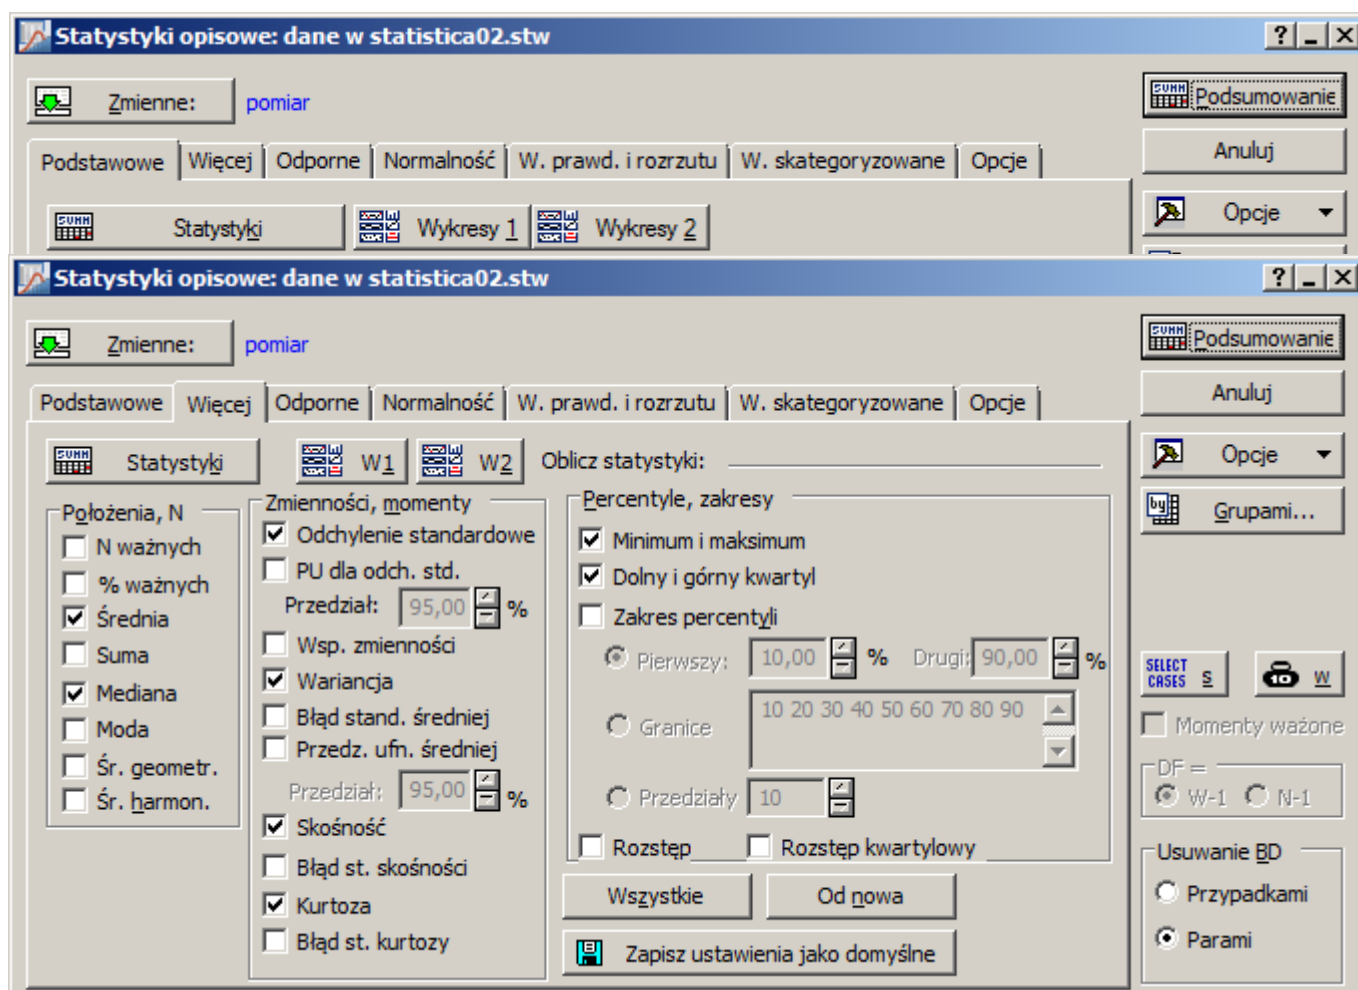 Statystyki opisowe: dane w statistica02.stw
Zmienne: pomiar
SUMM Podsumowanie
Podstawowe Więcej Odporne Normalność W. prawd. i rozrzutu W. skategoryzowane Opcje
Anuluj
SUMM Statystyki Wykresy 1 Wykresy 2
Opcje
Statystyki opisowe: dane w statistica02.stw
Zmienne: pomiar
SUMM Podsumowanie
Podstawowe Więcej Odporne Normalność W. prawd. i rozrzutu W. skategoryzowane Opcje
Anuluj
SUMM Statystyki W1 W2 Oblicz statystyki:
Opcje
by Grupami...
Położenia, N
N ważnych
% ważnych
Średnia
Suma
Mediana
Moda
Śr. geometr.
Śr. harmon.
Zmienności, momenty
Odchylenie standardowe
PU dla odch. std.
Przedział: 95,00 %
Wsp. zmienności
Wariancja
Błąd stand. średniej
Przedz. ufn. średniej
Przedział: 95,00 %
Skośność
Błąd st. skośności
Kurtoza
Błąd st. kurtozy
Percentyle, zakresy
Minimum i maksimum
Dolny i górny kwartyl
Zakres percentyli
Pierwszy: 10,00 % Drugi: 90,00 %
Granice 10 20 30 40 50 60 70 80 90
Przedziały 10
Rozstęp Rozstęp kwartylowy
Wszystkie Od nowa
Zapisz ustawienia jako domyślne
SELECT CASES S 10 W
Momenty ważone
DF =
W-1 N-1
Usuwanie BD
Przypadkami
Parami